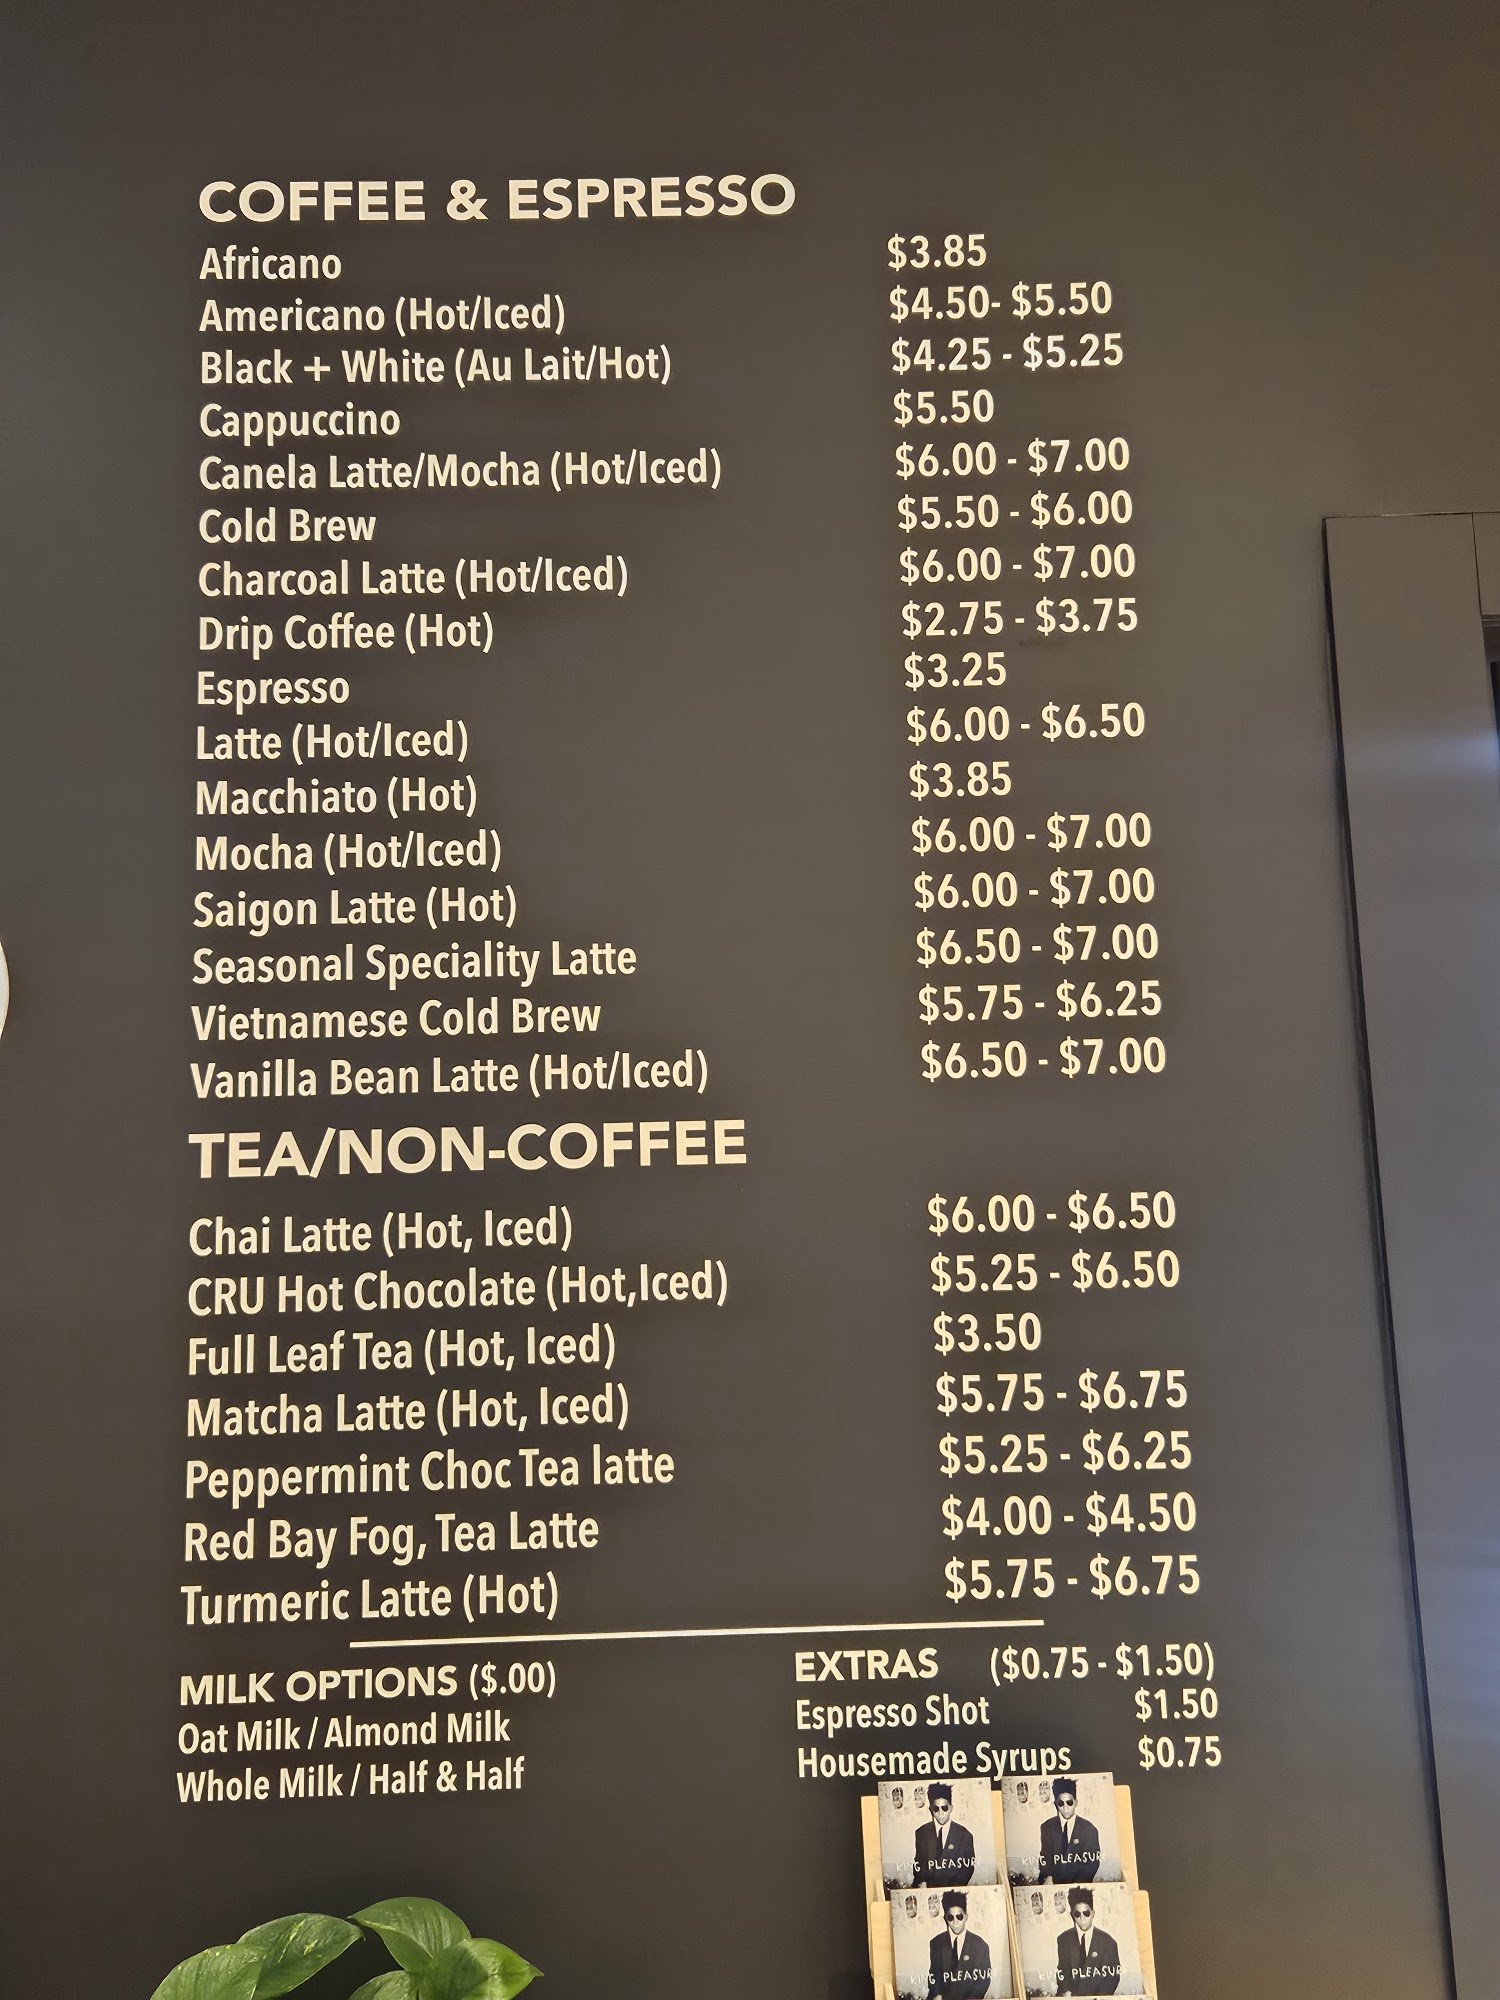 COFFEE & ESPRESSO
Africano $3.85
Americano (Hot/Iced) $4.50- $5.50
Black + White (Au Lait/Hot) $4.25 - $5.25
Cappuccino $5.50
Canela Latte/Mocha (Hot/Iced) $6.00 - $7.00
Cold Brew $5.50 - $6.00
Charcoal Latte (Hot/Iced) $6.00 - $7.00
Drip Coffee (Hot) $2.75 - $3.75
Espresso $3.25
Latte (Hot/Iced) $6.00 - $6.50
Macchiato (Hot) $3.85
Mocha (Hot/Iced) $6.00 - $7.00
Saigon Latte (Hot) $6.00 - $7.00
Seasonal Speciality Latte $6.50 - $7.00
Vietnamese Cold Brew $5.75 - $6.25
Vanilla Bean Latte (Hot/Iced) $6.50 - $7.00
TEA/NON-COFFEE
Chai Latte (Hot, Iced) $6.00 - $6.50
CRU Hot Chocolate (Hot,Iced) $5.25 - $6.50
Full Leaf Tea (Hot, Iced) $3.50
Matcha Latte (Hot, Iced) $5.75 - $6.75
Peppermint Choc Tea latte $5.25 - $6.25
Red Bay Fog, Tea Latte $4.00 - $4.50
Turmeric Latte (Hot) $5.75 - $6.75
MILK OPTIONS ($.00)
Oat Milk / Almond Milk
Whole Milk / Half & Half
EXTRAS ($0.75 - $1.50)
Espresso Shot $1.50
Housemade Syrups $0.75
KING PLEASURE
KING PLEASURE
KING PLEASURE
KING PLEASURE